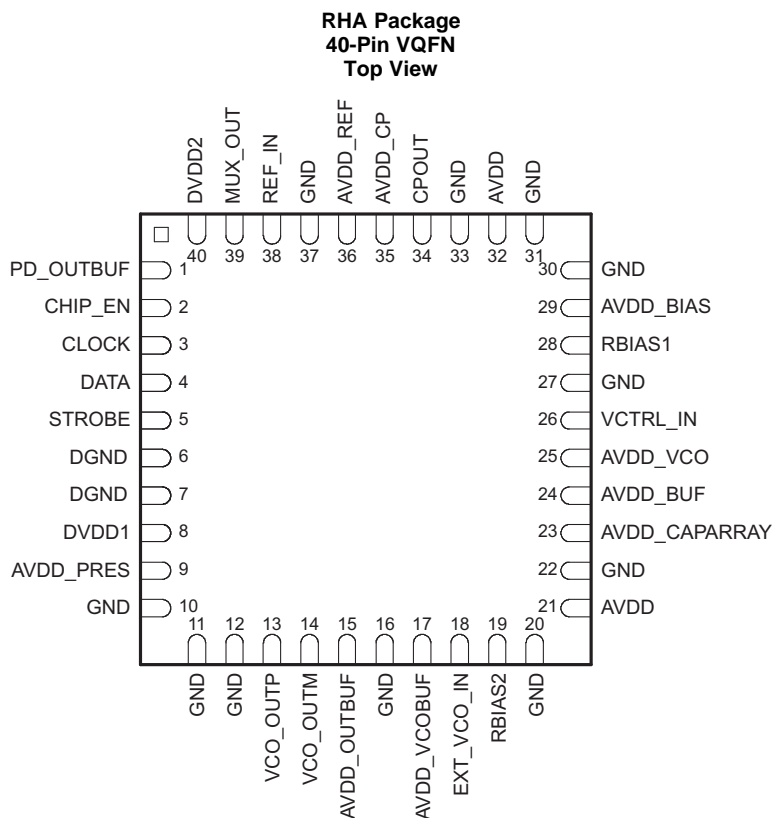 RHA Package
40-Pin VQFN
Top View
DVDD2
MUX_OUT
REF_IN
GND
AVDD_REF
AVDD_CP
CPOUT
GND
AVDD
GND
40 39 38 37 36 35 34 33 32 31
PD_OUTBUF 1
CHIP_EN 2
CLOCK 3
DATA 4
STROBE 5
DGND 6
DGND 7
DVDD1 8
AVDD_PRES 9
GND 10
30 GND
29 AVDD_BIAS
28 RBIAS1
27 GND
26 VCTRL_IN
25 AVDD_VCO
24 AVDD_BUF
23 AVDD_CAPARRAY
22 GND
21 AVDD
11 12 13 14 15 16 17 18 19 20
GND
GND
VCO_OUTP
VCO_OUTM
AVDD_OUTBUF
GND
AVDD_VCOBUF
EXT_VCO_IN
RBIAS2
GND